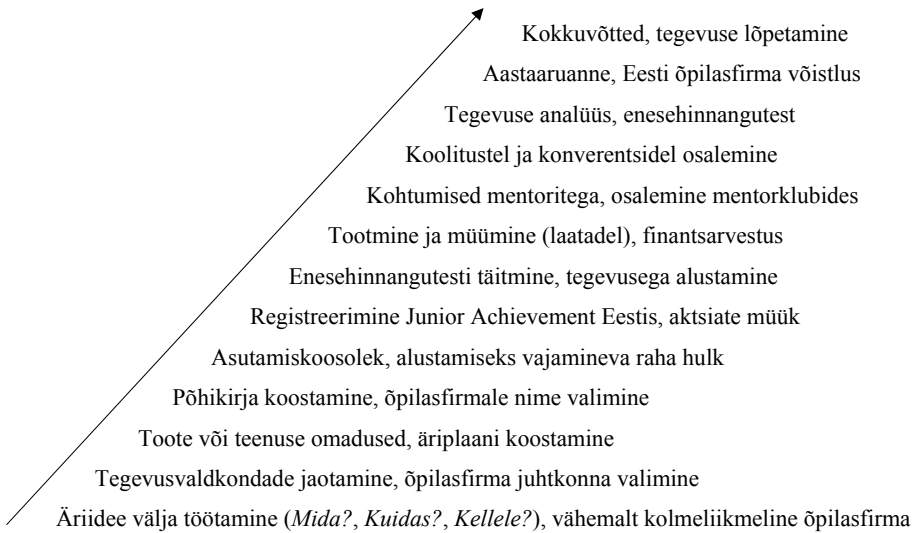 Kokkuvõtted, tegevuse lõpetamine
Aastaaruanne, Eesti õpilasfirma võistlus
Tegevuse analüüs, enesehinnangutest
Koolitustel ja konverentsidel osalemine
Kohtumised mentoritega, osalemine mentorklubides
Tootmine ja müümine (laatadel), finantsarvestus
Enesehinnangutesti täitmine, tegevusega alustamine
Registreerimine Junior Achievement Eestis, aktsiate müük
Asutamiskoosolek, alustamiseks vajamineva raha hulk
Põhikirja koostamine, õpilasfirmale nime valimine
Toote või teenuse omadused, äriplaani koostamine
Tegevusvaldkondade jaotamine, õpilasfirma juhtkonna valimine
Äriidee välja töötamine (Mida?, Kuidas?, Kellele?), vähemalt kolmeliikmeline õpilasfirma